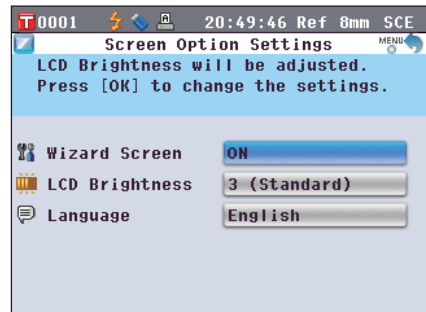 T0001 20:49:46 Ref 8mm SCE
Screen Option Settings MENU
LCD Brightness will be adjusted.
Press [OK] to change the settings.
Wizard Screen ON
LCD Brightness 3 (Standard)
Language English